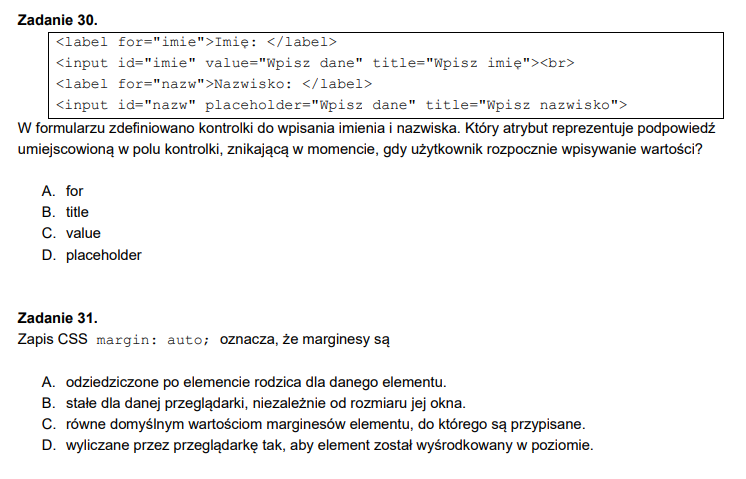 Zadanie 30.
<label for="imie">Imię: </label>
<input id="imie" value="Wpisz dane" title="Wpisz imię"><br>
<label for="nazw">Nazwisko: </label>
<input id="nazw" placeholder="Wpisz dane" title="Wpisz nazwisko">
W formularzu zdefiniowano kontrolki do wpisania imienia i nazwiska. Który atrybut reprezentuje podpowiedź
umiejscowioną w polu kontrolki, znikającą w momencie, gdy użytkownik rozpocznie wpisywanie wartości?
A. for
B. title
C. value
D. placeholder
Zadanie 31.
Zapis CSS margin: auto; oznacza, że marginesy są
A. odziedziczone po elemencie rodzica dla danego elementu.
B. stałe dla danej przeglądarki, niezależnie od rozmiaru jej okna.
C. równe domyślnym wartościom marginesów elementu, do którego są przypisane.
D. wyliczane przez przeglądarkę tak, aby element został wyśrodkowany w poziomie.